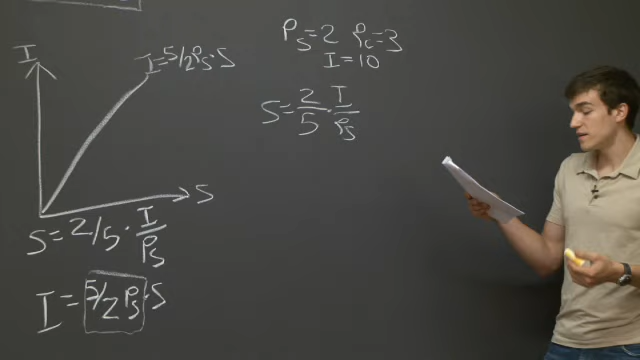 I
I=5/2Ps·S
S
S=2/5·I/Ps
I=5/2Ps·S
Ps=2 Pc=3
I=10
S=2/5·I/Ps